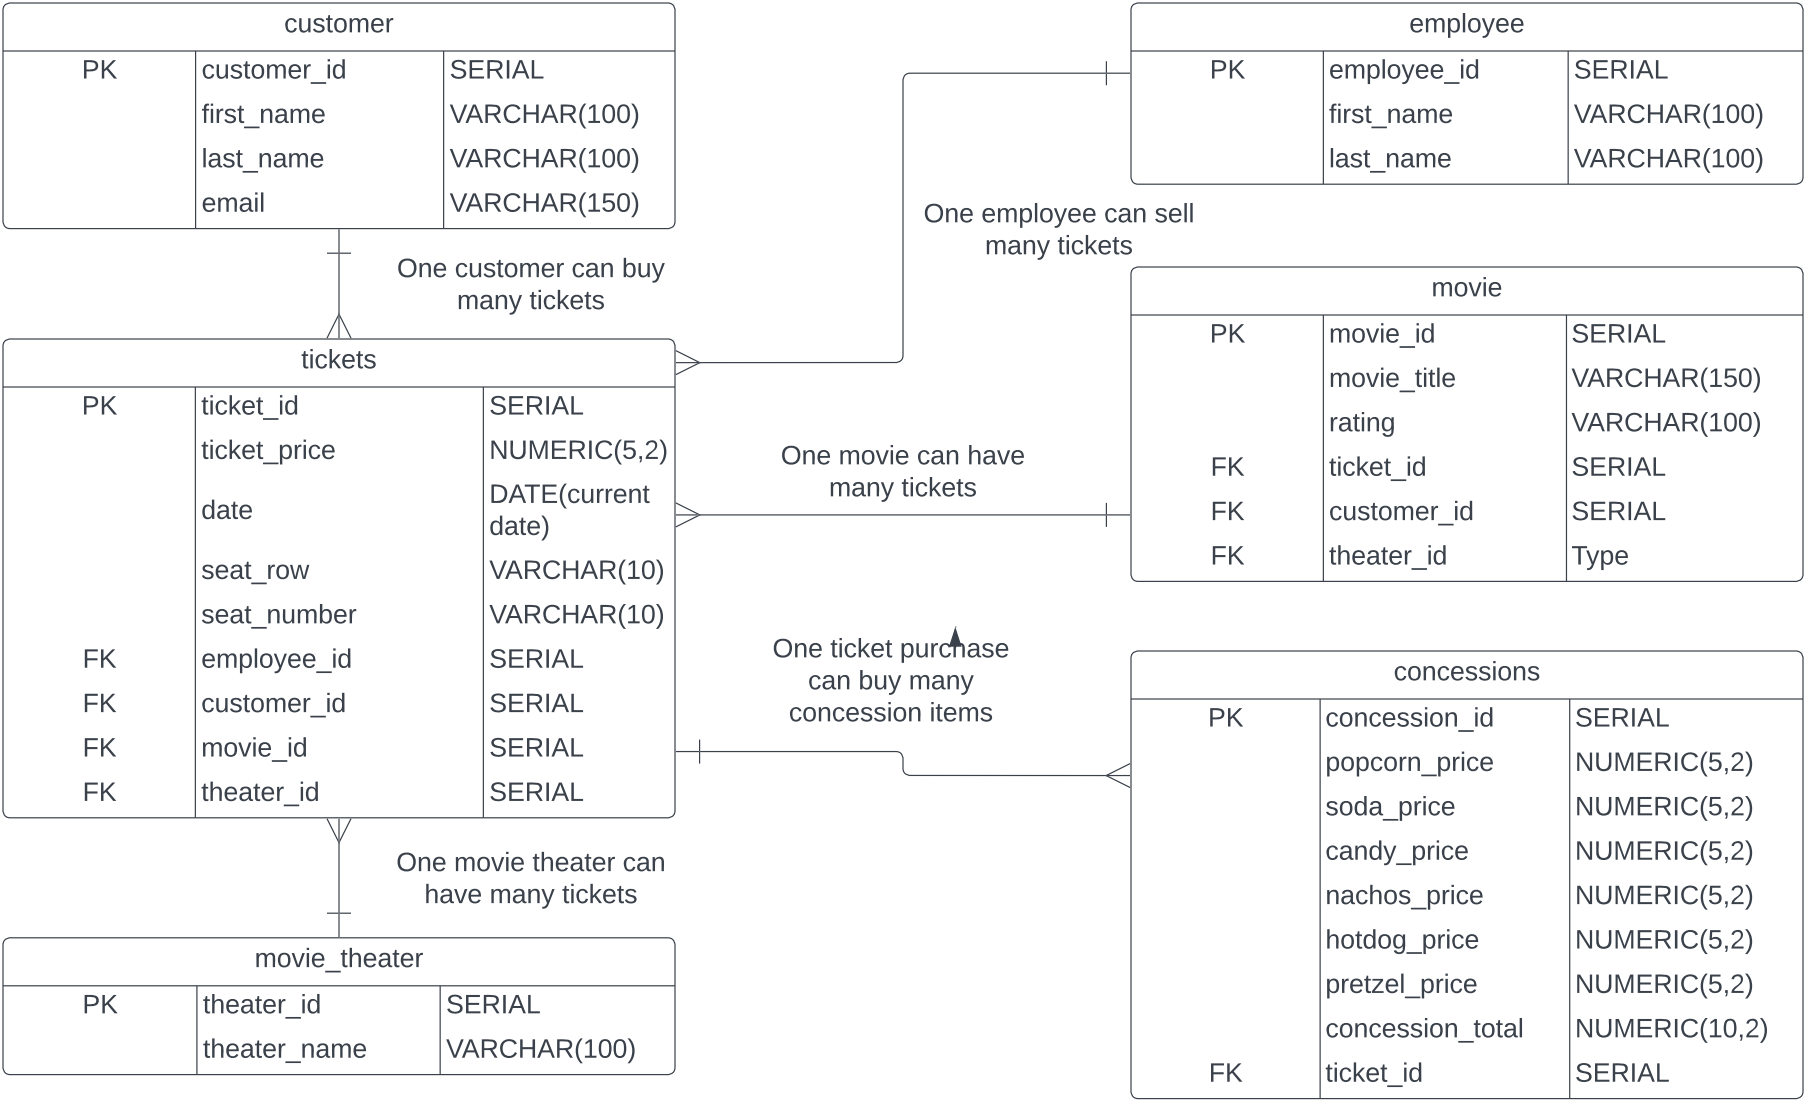 customer
PK customer_id SERIAL
first_name VARCHAR(100)
last_name VARCHAR(100)
email VARCHAR(150)
One customer can buy
many tickets
employee
PK employee_id SERIAL
first_name VARCHAR(100)
last_name VARCHAR(100)
One employee can sell
many tickets
tickets
PK ticket_id SERIAL
ticket_price NUMERIC(5,2)
date DATE(current
date)
seat_row VARCHAR(10)
seat_number VARCHAR(10)
FK employee_id SERIAL
FK customer_id SERIAL
FK movie_id SERIAL
FK theater_id SERIAL
One movie can have
many tickets
movie
PK movie_id SERIAL
movie_title VARCHAR(150)
rating VARCHAR(100)
FK ticket_id SERIAL
FK customer_id SERIAL
FK theater_id Type
One ticket purchase
can buy many
concession items
concessions
PK concession_id SERIAL
popcorn_price NUMERIC(5,2)
soda_price NUMERIC(5,2)
candy_price NUMERIC(5,2)
nachos_price NUMERIC(5,2)
hotdog_price NUMERIC(5,2)
pretzel_price NUMERIC(5,2)
concession_total NUMERIC(10,2)
FK ticket_id SERIAL
One movie theater can
have many tickets
movie_theater
PK theater_id SERIAL
theater_name VARCHAR(100)